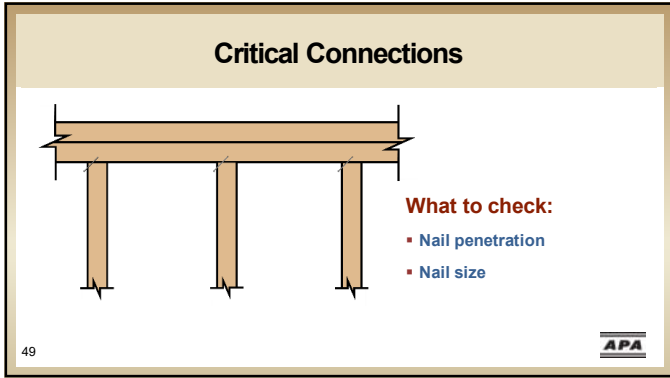 Critical Connections
What to check:
▪ Nail penetration
▪ Nail size
49
APA